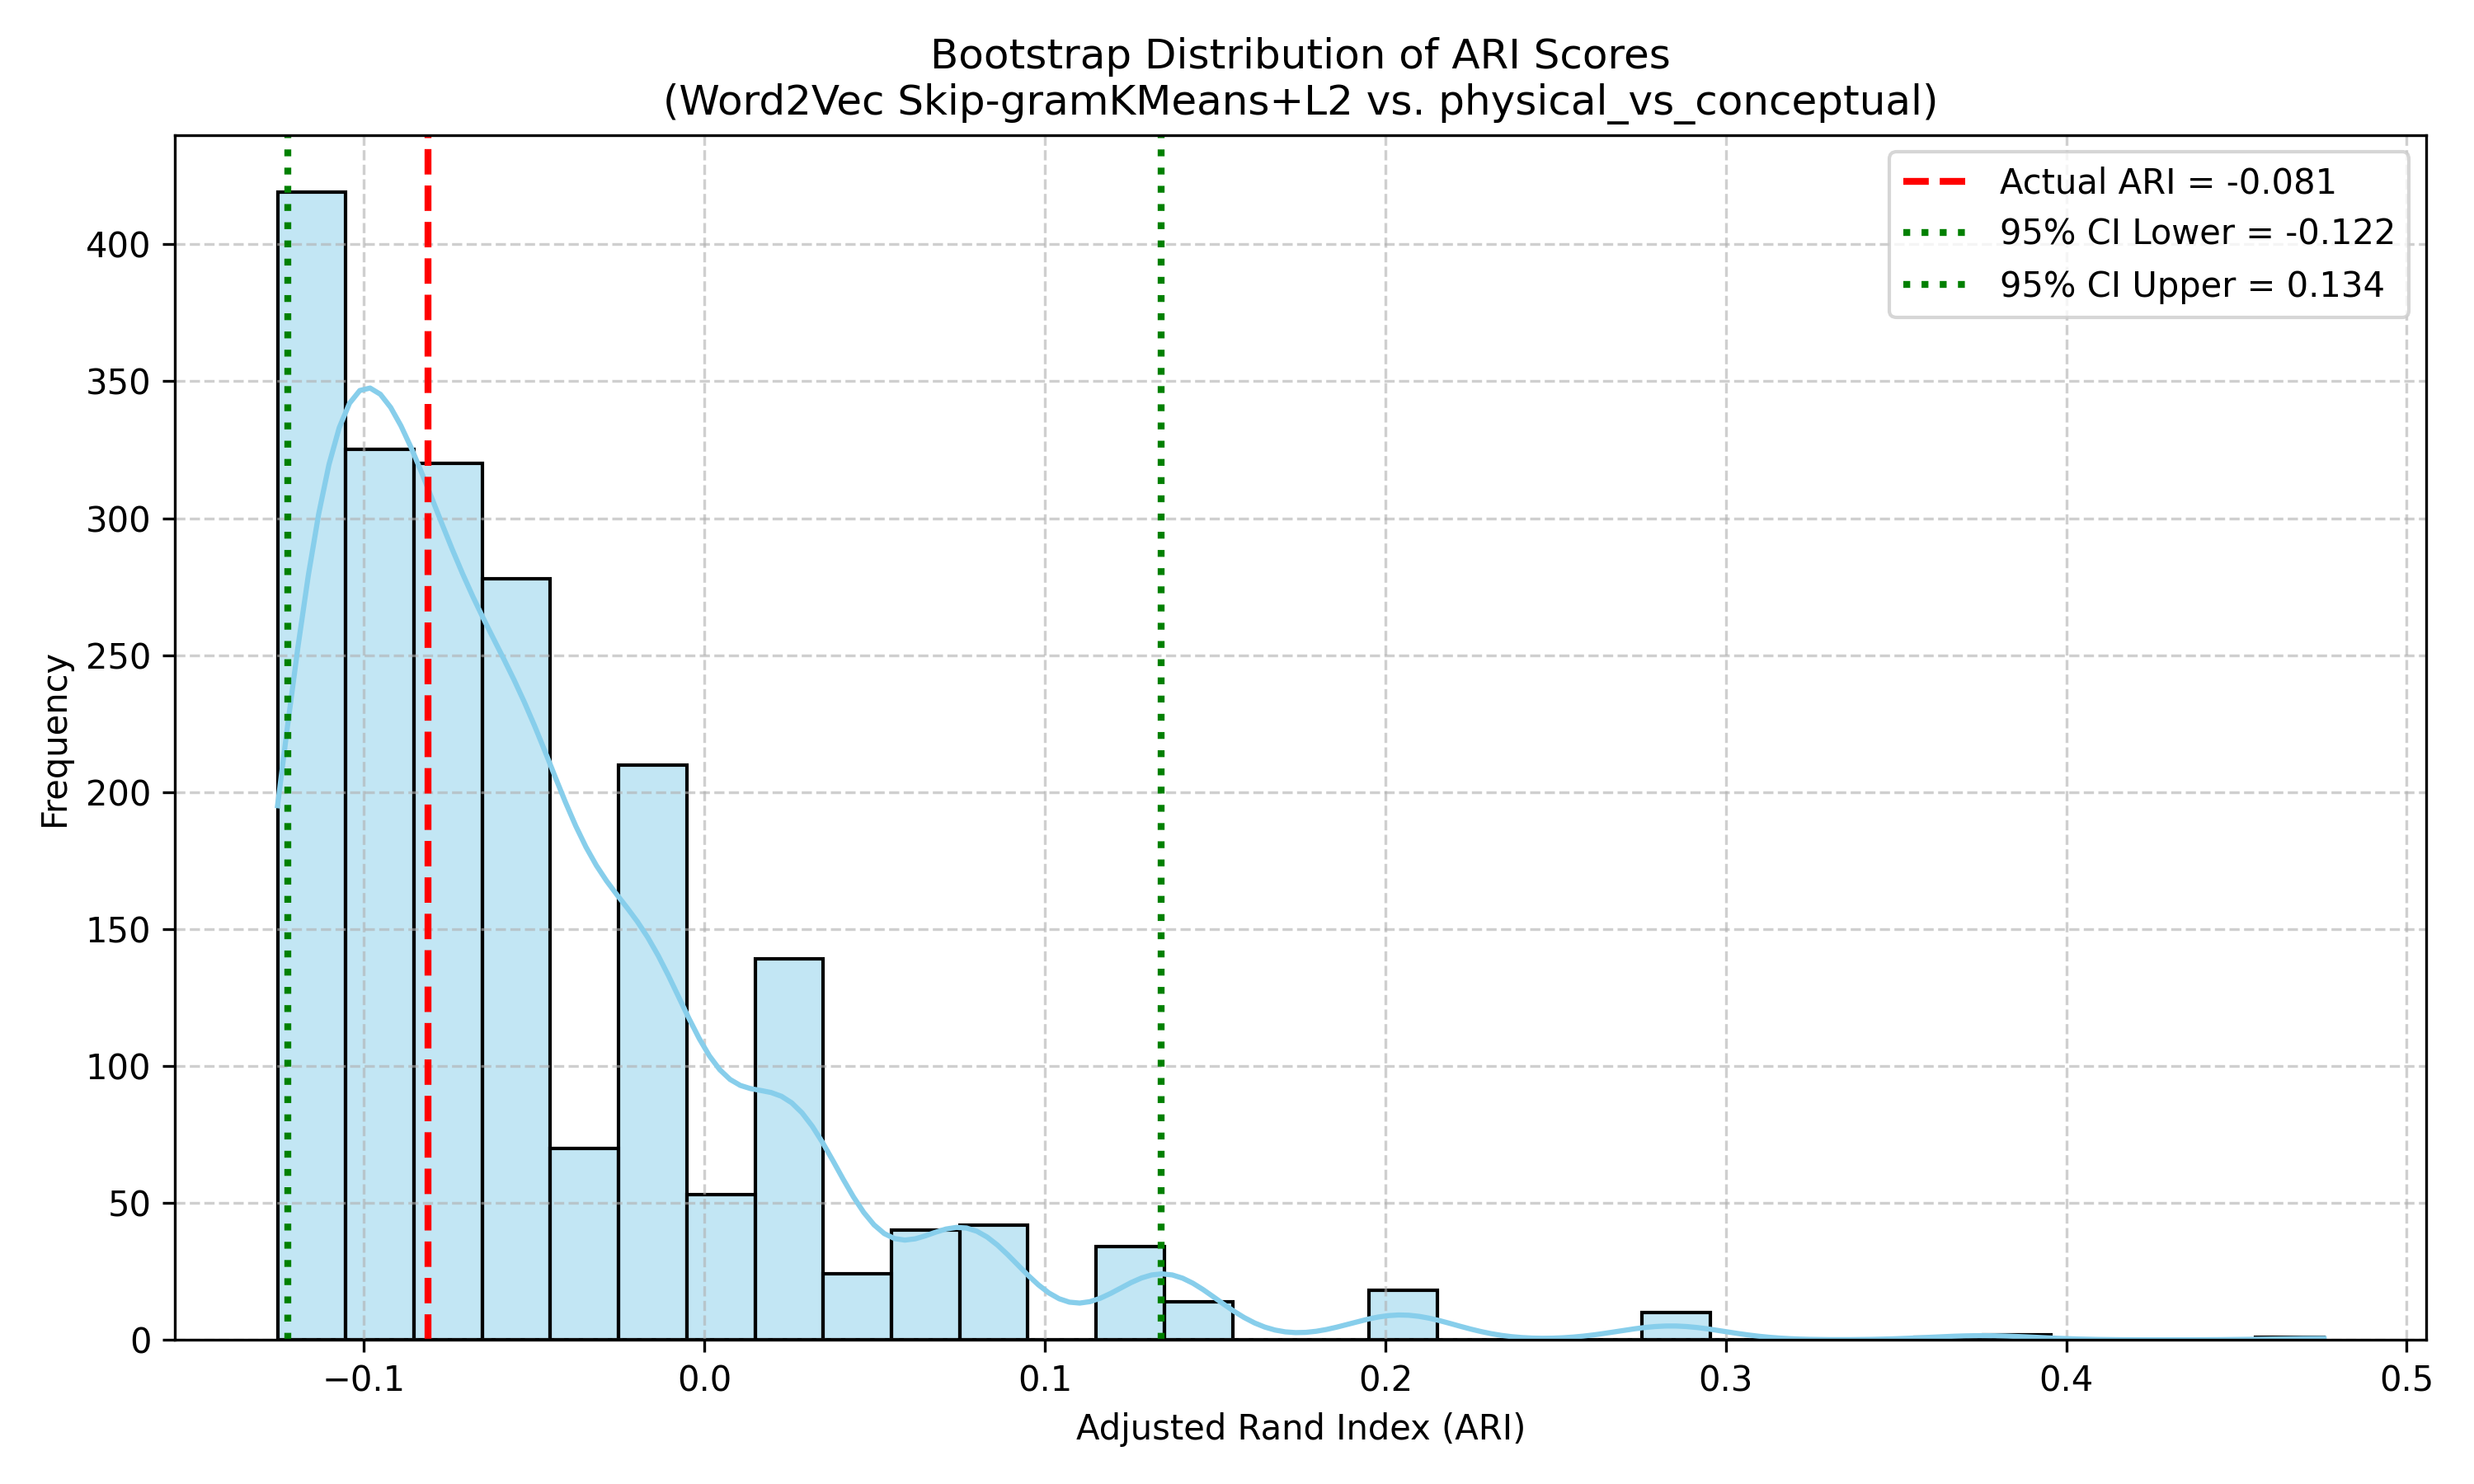 Bootstrap Distribution of ARI Scores
(Word2Vec Skip-gramKMeans+L2 vs. physical_vs_conceptual)
Actual ARI = -0.081
95% CI Lower = -0.122
95% CI Upper = 0.134
Frequency
400
350
300
250
200
150
100
50
0
−0.1
0.0
0.1
0.2
0.3
0.4
0.5
Adjusted Rand Index (ARI)